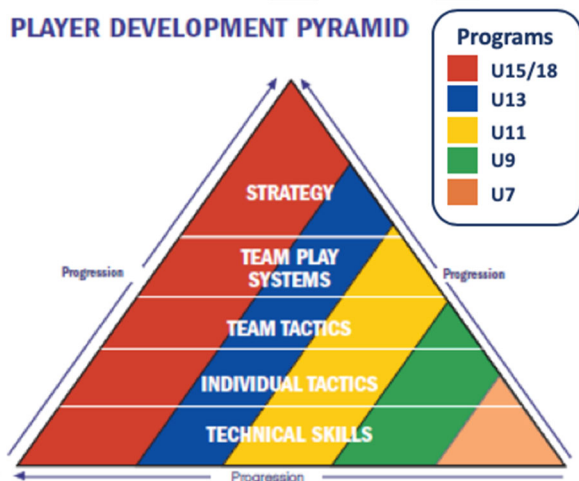 PLAYER DEVELOPMENT PYRAMID
Programs
U15/18
U13
U11
U9
U7
STRATEGY
TEAM PLAY
SYSTEMS
Progression
Progression
TEAM TACTICS
INDIVIDUAL TACTICS
TECHNICAL SKILLS
Progression